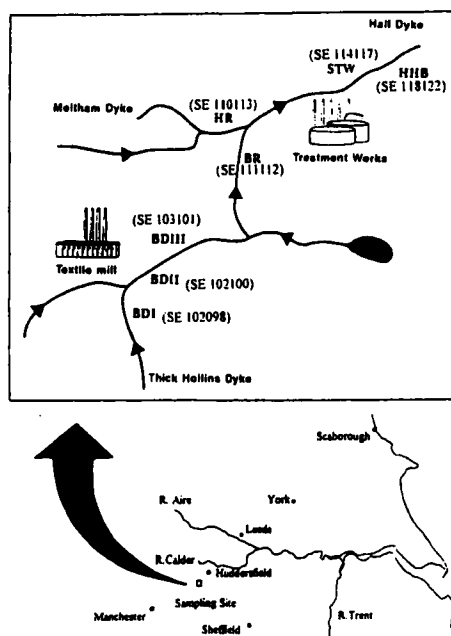 Hall Dyke
(SE 114117)
STW
HHB
(SE 118122)
(SE 110113)
HR
Meltham Dyke
Treatment Works
BR
(SE 111112)
(SE 103101)
BDIII
Textile mill
BDII
(SE 102100)
BDI
(SE 102098)
Thick Hollins Dyke
Scaborough
R. Aire
York
Leeds
R. Calder
Huddersfield
Manchester
Sampling Site
R. Trent
Sheffield